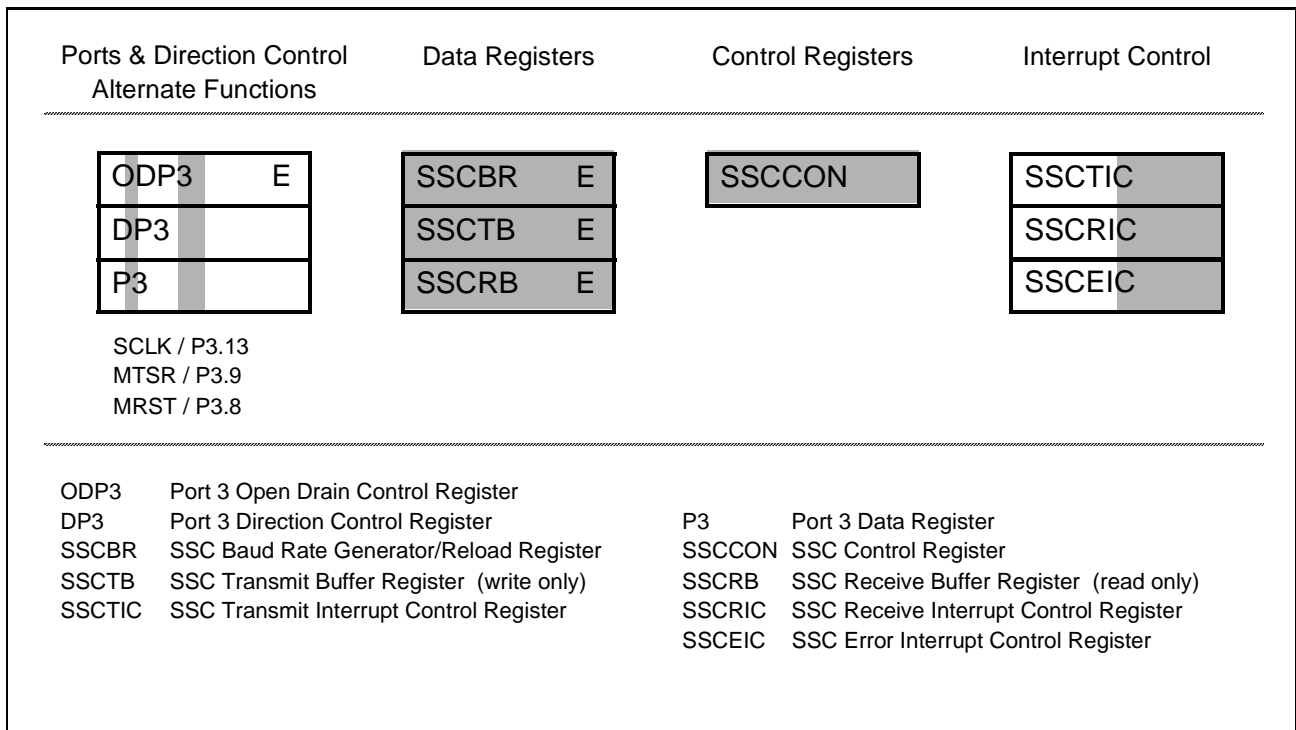 Ports & Direction Control Data Registers Control Registers Interrupt Control
Alternate Functions
ODP3 E SSCBR E SSCCON SSCTIC
DP3 SSCTB E SSCRIC
P3 SSCRB E SSCEIC
SCLK / P3.13
MTSR / P3.9
MRST / P3.8
ODP3 Port 3 Open Drain Control Register
DP3 Port 3 Direction Control Register P3 Port 3 Data Register
SSCBR SSC Baud Rate Generator/Reload Register SSCCON SSC Control Register
SSCTB SSC Transmit Buffer Register (write only) SSCRB SSC Receive Buffer Register (read only)
SSCTIC SSC Transmit Interrupt Control Register SSCRIC SSC Receive Interrupt Control Register
SSCEIC SSC Error Interrupt Control Register